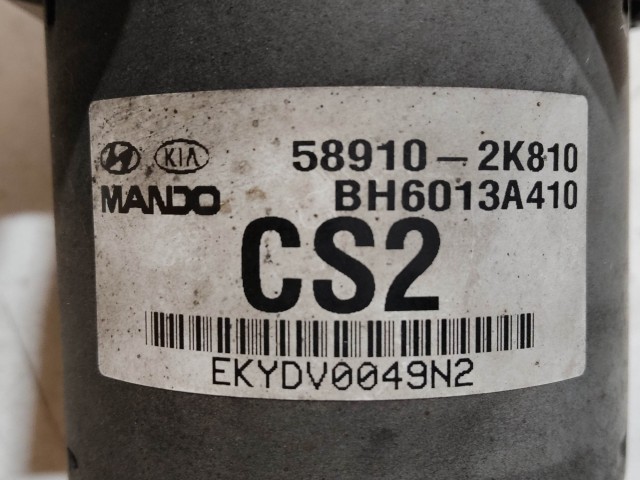 KIA 58910-2K810
MANDO BH6013A410
CS2
EKYDV0049N2